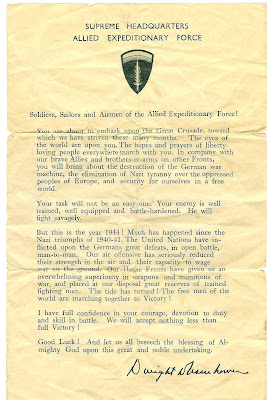 SUPREME HEADQUARTERS
ALLIED EXPEDITIONARY FORCE
Soldiers, Sailors and Airmen of the Allied Expeditionary Force!
You are about to embark upon the Great Crusade, toward
which we have striven these many months. The eyes of
the world are upon you. The hopes and prayers of liberty-
loving people everywhere march with you. In company with
our brave Allies and brothers-in-arms on other Fronts,
you will bring about the destruction of the German war
machine, the elimination of Nazi tyranny over the oppressed
peoples of Europe, and security for ourselves in a free
world.
Your task will not be an easy one. Your enemy is well
trained, well equipped and battle-hardened. He will
fight savagely.
But this is the year 1944! Much has happened since the
Nazi triumphs of 1940-41. The United Nations have in-
flicted upon the Germans great defeats, in open battle,
man-to-man. Our air offensive has seriously reduced
their strength in the air and their capacity to wage
war on the ground. Our Home Fronts have given us an
overwhelming superiority in weapons and munitions of
war, and placed at our disposal great reserves of trained
fighting men. The tide has turned! The free men of the
world are marching together to Victory!
I have full confidence in your courage, devotion to duty
and skill in battle. We will accept nothing less than
full Victory!
Good Luck! And let us all beseech the blessing of Al-
mighty God upon this great and noble undertaking.
Dwight D Eisenhower